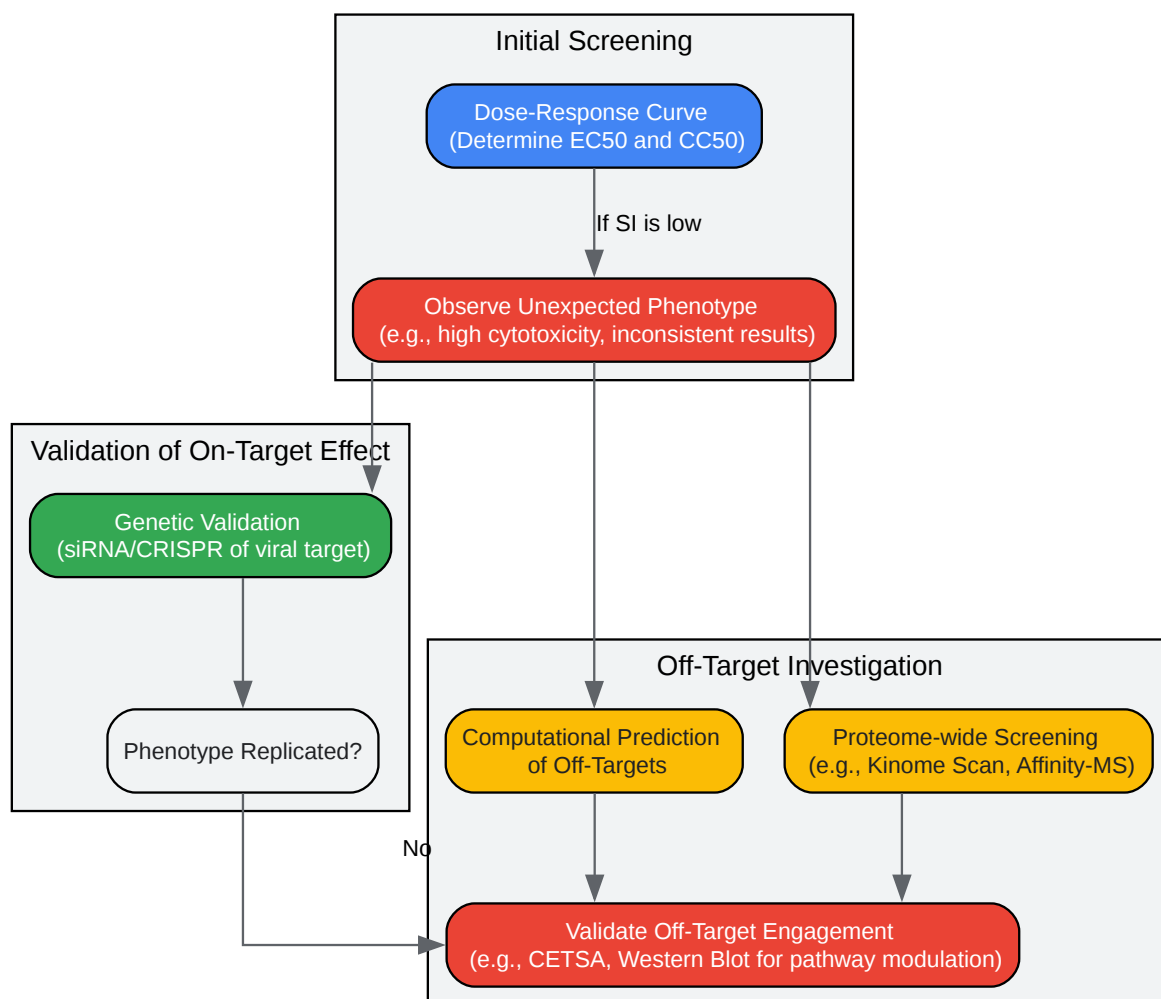 Initial Screening
Dose-Response Curve
(Determine EC50 and CC50)
If SI is low
Observe Unexpected Phenotype
(e.g., high cytotoxicity, inconsistent results)
Validation of On-Target Effect
Genetic Validation
(siRNA/CRISPR of viral target)
Phenotype Replicated?
No
Off-Target Investigation
Computational Prediction
of Off-Targets
Proteome-wide Screening
(e.g., Kinome Scan, Affinity-MS)
Validate Off-Target Engagement
(e.g., CETSA, Western Blot for pathway modulation)